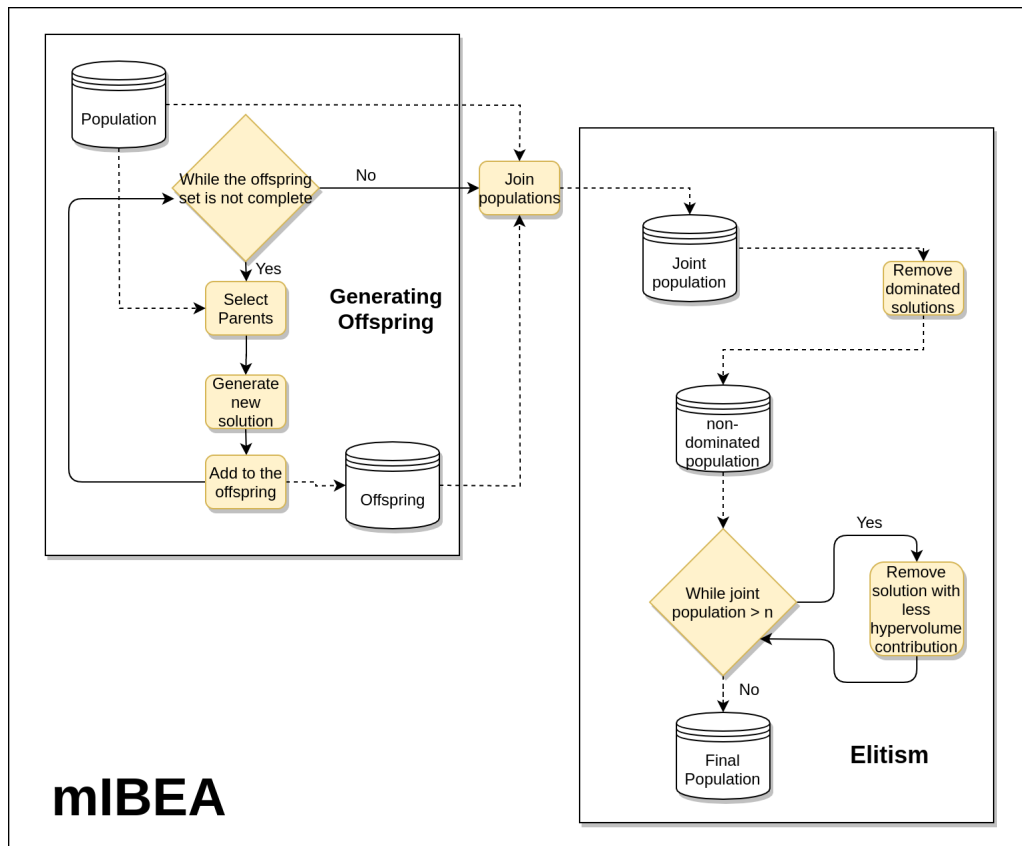 Population
While the offspring
set is not complete
No
Join
populations
Yes
Select
Parents
Generating
Offspring
Generate
new
solution
Add to the
offspring
Offspring
Joint
population
Remove
dominated
solutions
non-
dominated
population
While joint
population > n
Yes
Remove
solution with
less
hypervolume
contribution
No
Final
Population
Elitism
mIBEA